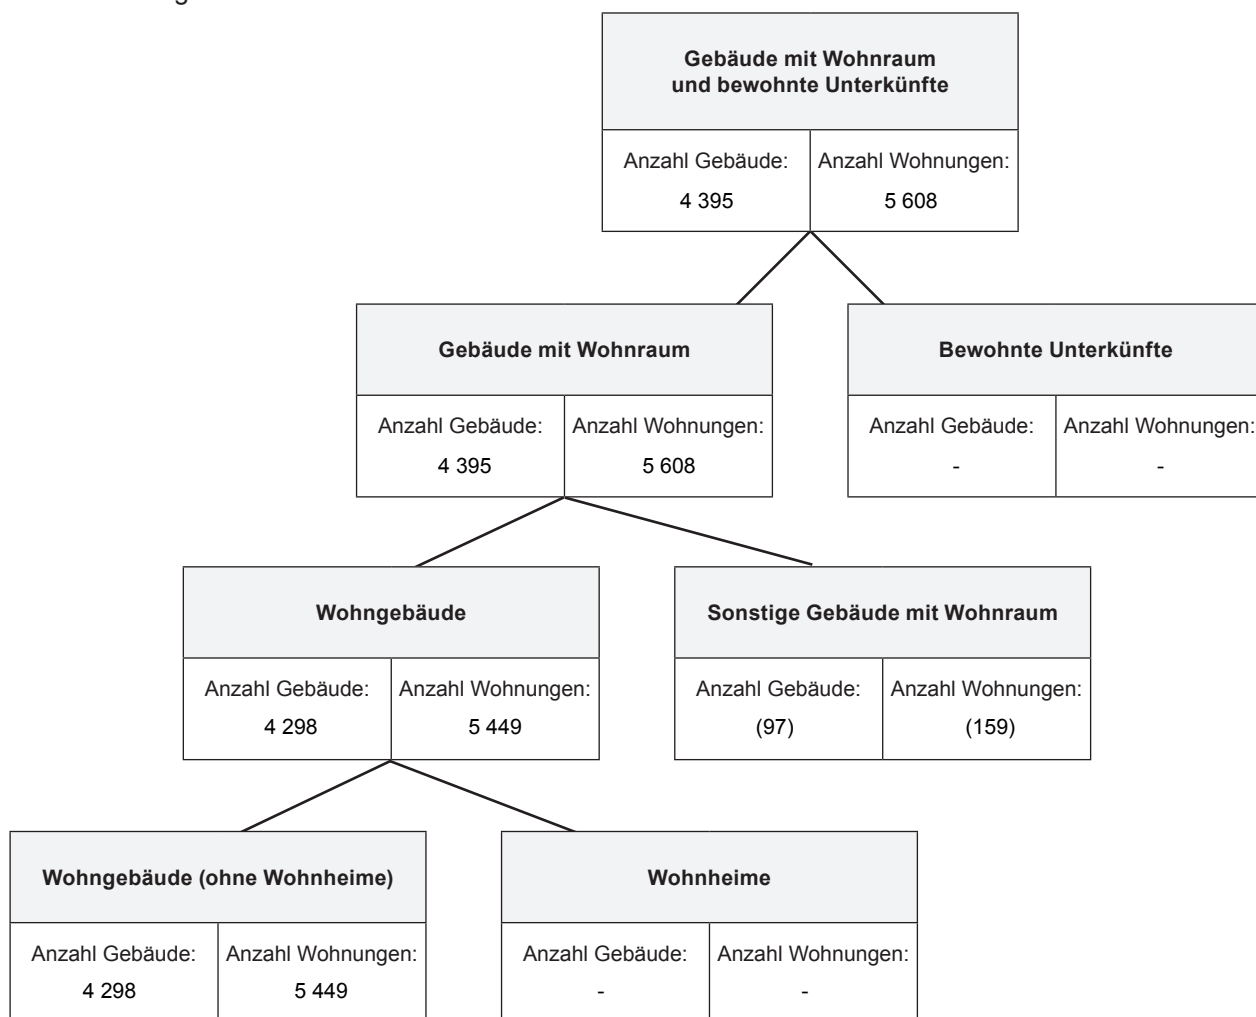 Gebäude mit Wohnraum
und bewohnte Unterkünfte
Anzahl Gebäude:
Anzahl Wohnungen:
4 395
5 608
Gebäude mit Wohnraum
Anzahl Gebäude:
Anzahl Wohnungen:
4 395
5 608
Bewohnte Unterkünfte
Anzahl Gebäude:
Anzahl Wohnungen:
-
-
Wohngebäude
Anzahl Gebäude:
Anzahl Wohnungen:
4 298
5 449
Sonstige Gebäude mit Wohnraum
Anzahl Gebäude:
Anzahl Wohnungen:
(97)
(159)
Wohngebäude (ohne Wohnheime)
Anzahl Gebäude:
Anzahl Wohnungen:
4 298
5 449
Wohnheime
Anzahl Gebäude:
Anzahl Wohnungen:
-
-